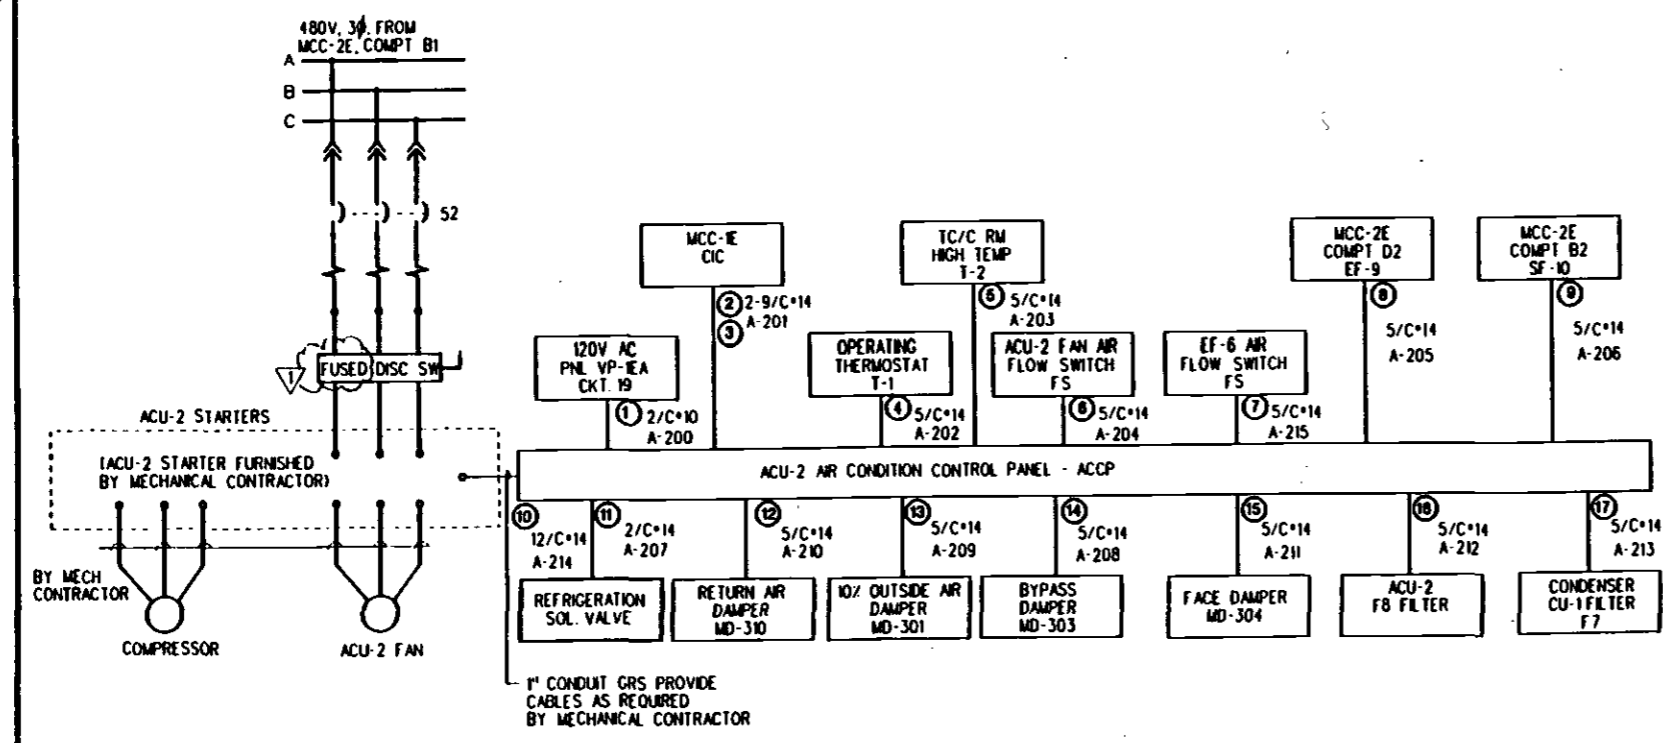 480V, 3φ, FROM
MCC-2E, COMPT B1
A
B
C
52
1
FUSED DISC SW
ACU-2 STARTERS
(ACU-2 STARTER FURNISHED
BY MECHANICAL CONTRACTOR)
BY MECH
CONTRACTOR
COMPRESSOR
ACU-2 FAN
MCC-1E
CIC
2
3
2-9/C#14
A-201
TC/C RM
HIGH TEMP
T-2
5
5/C#14
A-203
MCC-2E
COMPT D2
EF-9
8
5/C#14
A-205
MCC-2E
COMPT B2
SF-10
9
5/C#14
A-206
120V AC
PNL VP-1EA
CKT. 19
1
2/C#10
A-200
OPERATING
THERMOSTAT
T-1
4
5/C#14
A-202
ACU-2 FAN AIR
FLOW SWITCH
FS
6
5/C#14
A-204
EF-6 AIR
FLOW SWITCH
FS
7
5/C#14
A-215
ACU-2 AIR CONDITION CONTROL PANEL - ACCP
10
12/C#14
A-214
11
2/C#14
A-207
REFRIGERATION
SOL. VALVE
12
5/C#14
A-210
RETURN AIR
DAMPER
MD-310
13
5/C#14
A-209
10% OUTSIDE AIR
DAMPER
MD-301
14
5/C#14
A-208
BYPASS
DAMPER
MD-303
15
5/C#14
A-211
FACE DAMPER
MD-304
16
5/C#14
A-212
ACU-2
F8 FILTER
17
5/C#14
A-213
CONDENSER
CU-1 FILTER
F7
1" CONDUIT GRS PROVIDE
CABLES AS REQUIRED
BY MECHANICAL CONTRACTOR